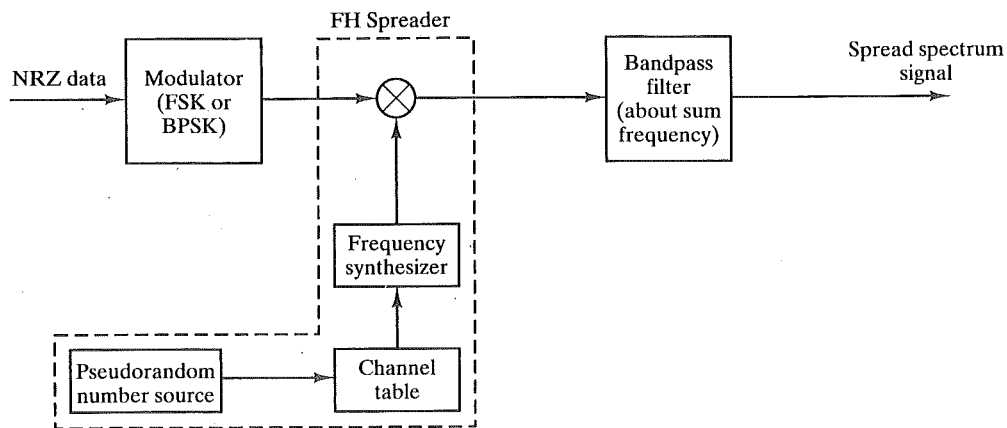 FH Spreader
NRZ data
Modulator
(FSK or
BPSK)
Bandpass
filter
(about sum
frequency)
Spread spectrum
signal
Frequency
synthesizer
Pseudorandom
number source
Channel
table